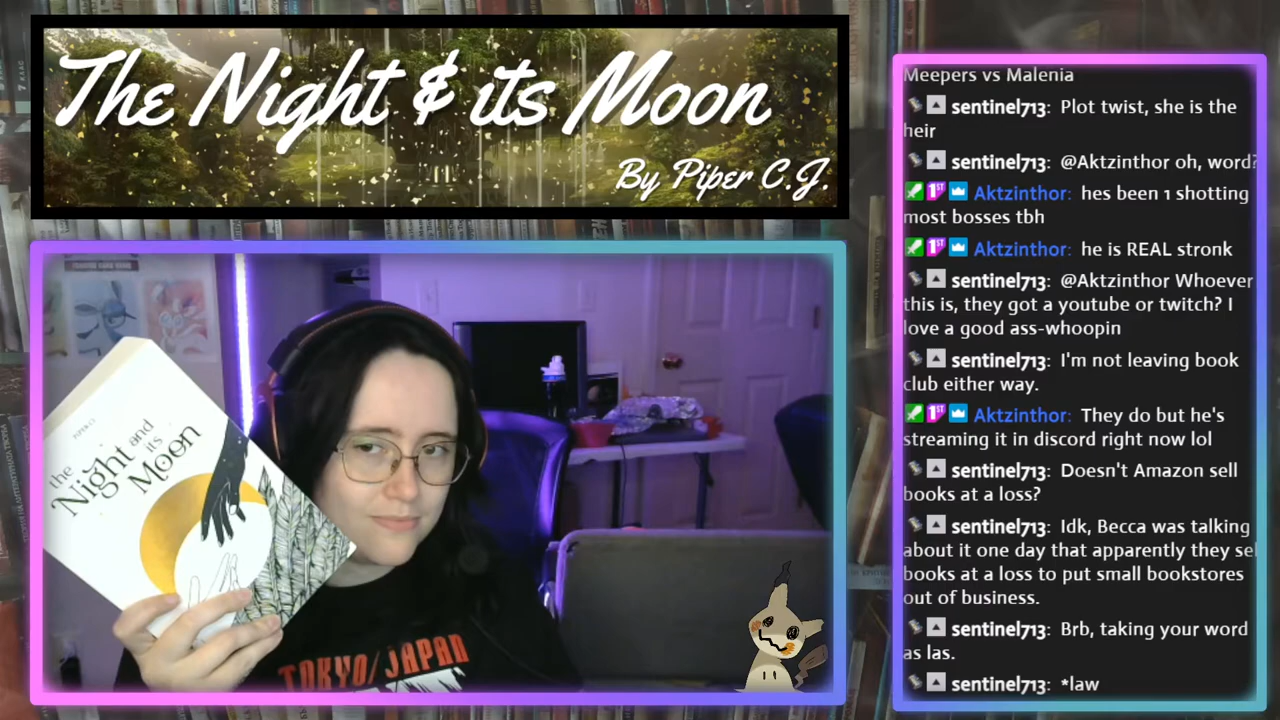 The Night & its Moon
By Piper C.J.
the
Night and
its
Moon
TOKYO/JAPAN
Meepers vs Malenia
sentinel713: Plot twist, she is the
heir
sentinel713: @Aktzinthor oh, word?
Aktzinthor: hes been 1 shotting
most bosses tbh
Aktzinthor: he is REAL stronk
sentinel713: @Aktzinthor Whoever
this is, they got a youtube or twitch? I
love a good ass-whoopin
sentinel713: I'm not leaving book
club either way.
Aktzinthor: They do but he's
streaming it in discord right now lol
sentinel713: Doesn't Amazon sell
books at a loss?
sentinel713: Idk, Becca was talking
about it one day that apparently they sel
books at a loss to put small bookstores
out of business.
sentinel713: Brb, taking your word
as las.
sentinel713: *law